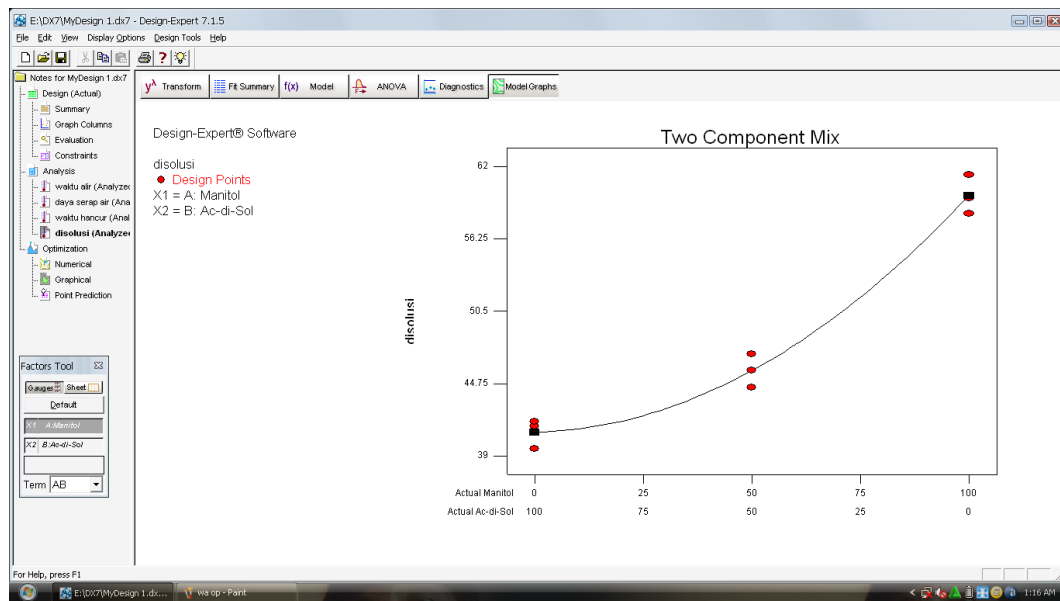 E:\DX7\MyDesign 1.dx7 - Design-Expert 7.1.5
File Edit View Display Options Design Tools Help
Notes for MyDesign 1.dx7
Design (Actual)
Summary
Graph Columns
Evaluation
Constraints
Analysis
waktu alir (Analyzed
daya serap air (Ana
waktu hancur (Anal
disolusi (Analyzed
Optimization
Numerical
Graphical
Point Prediction
yλ Transform Fit Summary f(x) Model ANOVA Diagnostics Model Graphs
Design-Expert® Software
disolusi
Design Points
X1 = A: Manitol
X2 = B: Ac-di-Sol
Two Component Mix
62
56.25
50.5
44.75
39
disolusi
Actual Manitol 0 25 50 75 100
Actual Ac-di-Sol 100 75 50 25 0
Factors Tool
Gauges Sheet
Default
X1 A:Manitol
X2 B:Ac-di-Sol
Term AB
For Help, press F1
E:\DX7\MyDesign 1.dx... wa op - Paint 1:16 AM